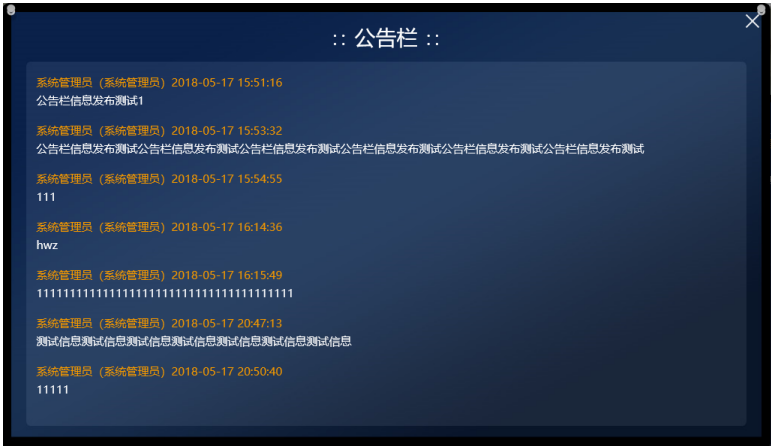 :: 公告栏 ::
系统管理员 (系统管理员) 2018-05-17 15:51:16
公告栏信息发布测试1
系统管理员 (系统管理员) 2018-05-17 15:53:32
公告栏信息发布测试公告栏信息发布测试公告栏信息发布测试公告栏信息发布测试公告栏信息发布测试公告栏信息发布测试
系统管理员 (系统管理员) 2018-05-17 15:54:55
111
系统管理员 (系统管理员) 2018-05-17 16:14:36
hwz
系统管理员 (系统管理员) 2018-05-17 16:15:49
1111111111111111111111111111111111111111
系统管理员 (系统管理员) 2018-05-17 20:47:13
测试信息测试信息测试信息测试信息测试信息测试信息测试信息
系统管理员 (系统管理员) 2018-05-17 20:50:40
11111